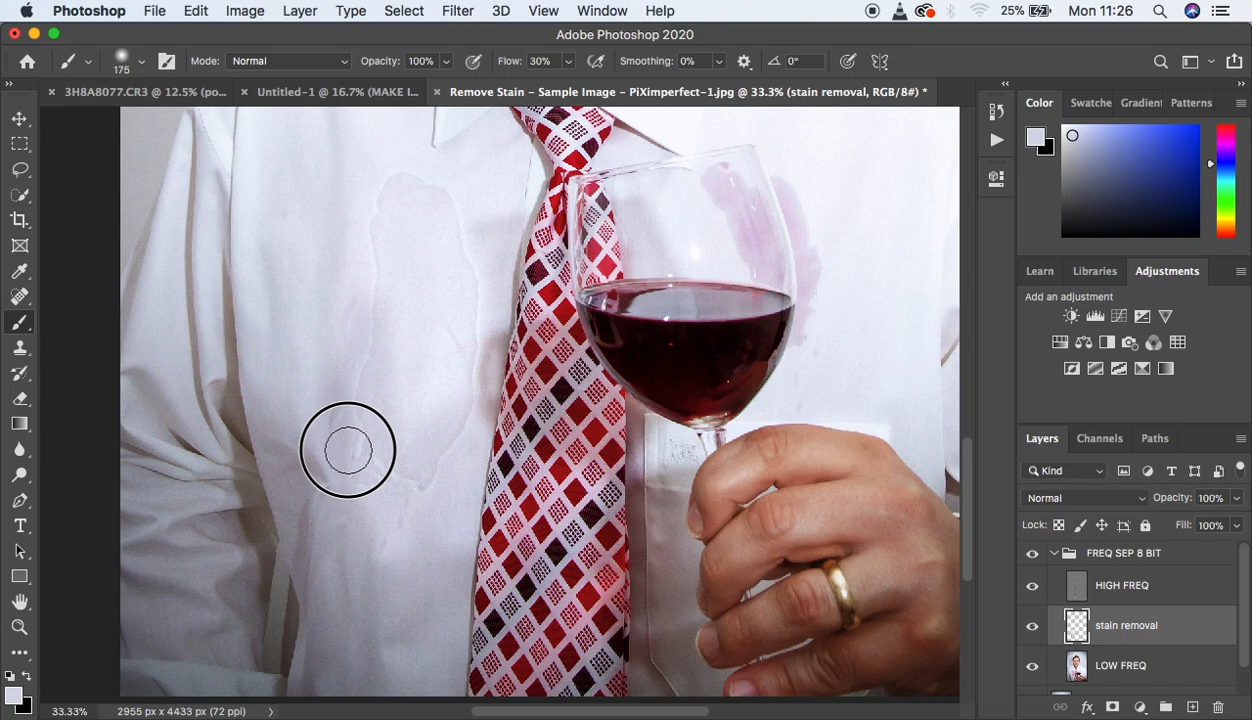 Photoshop File Edit Image Layer Type Select Filter 3D View Window Help 25% Mon 11:26
Adobe Photoshop 2020
175 Mode: Normal Opacity: 100% Flow: 30% Smoothing: 0% 0°
3H8A8077.CR3 @ 12.5% (po... Untitled-1 @ 16.7% (MAKE I... Remove Stain - Sample Image - PiXimperfect-1.jpg @ 33.3% (stain removal, RGB/8#) *
Color Swatche Gradient Patterns
Learn Libraries Adjustments
Add an adjustment
Layers Channels Paths
Kind
Normal Opacity: 100%
Lock: Fill: 100%
FREQ SEP 8 BIT
HIGH FREQ
stain removal
LOW FREQ
33.33% 2955 px x 4433 px (72 ppi)